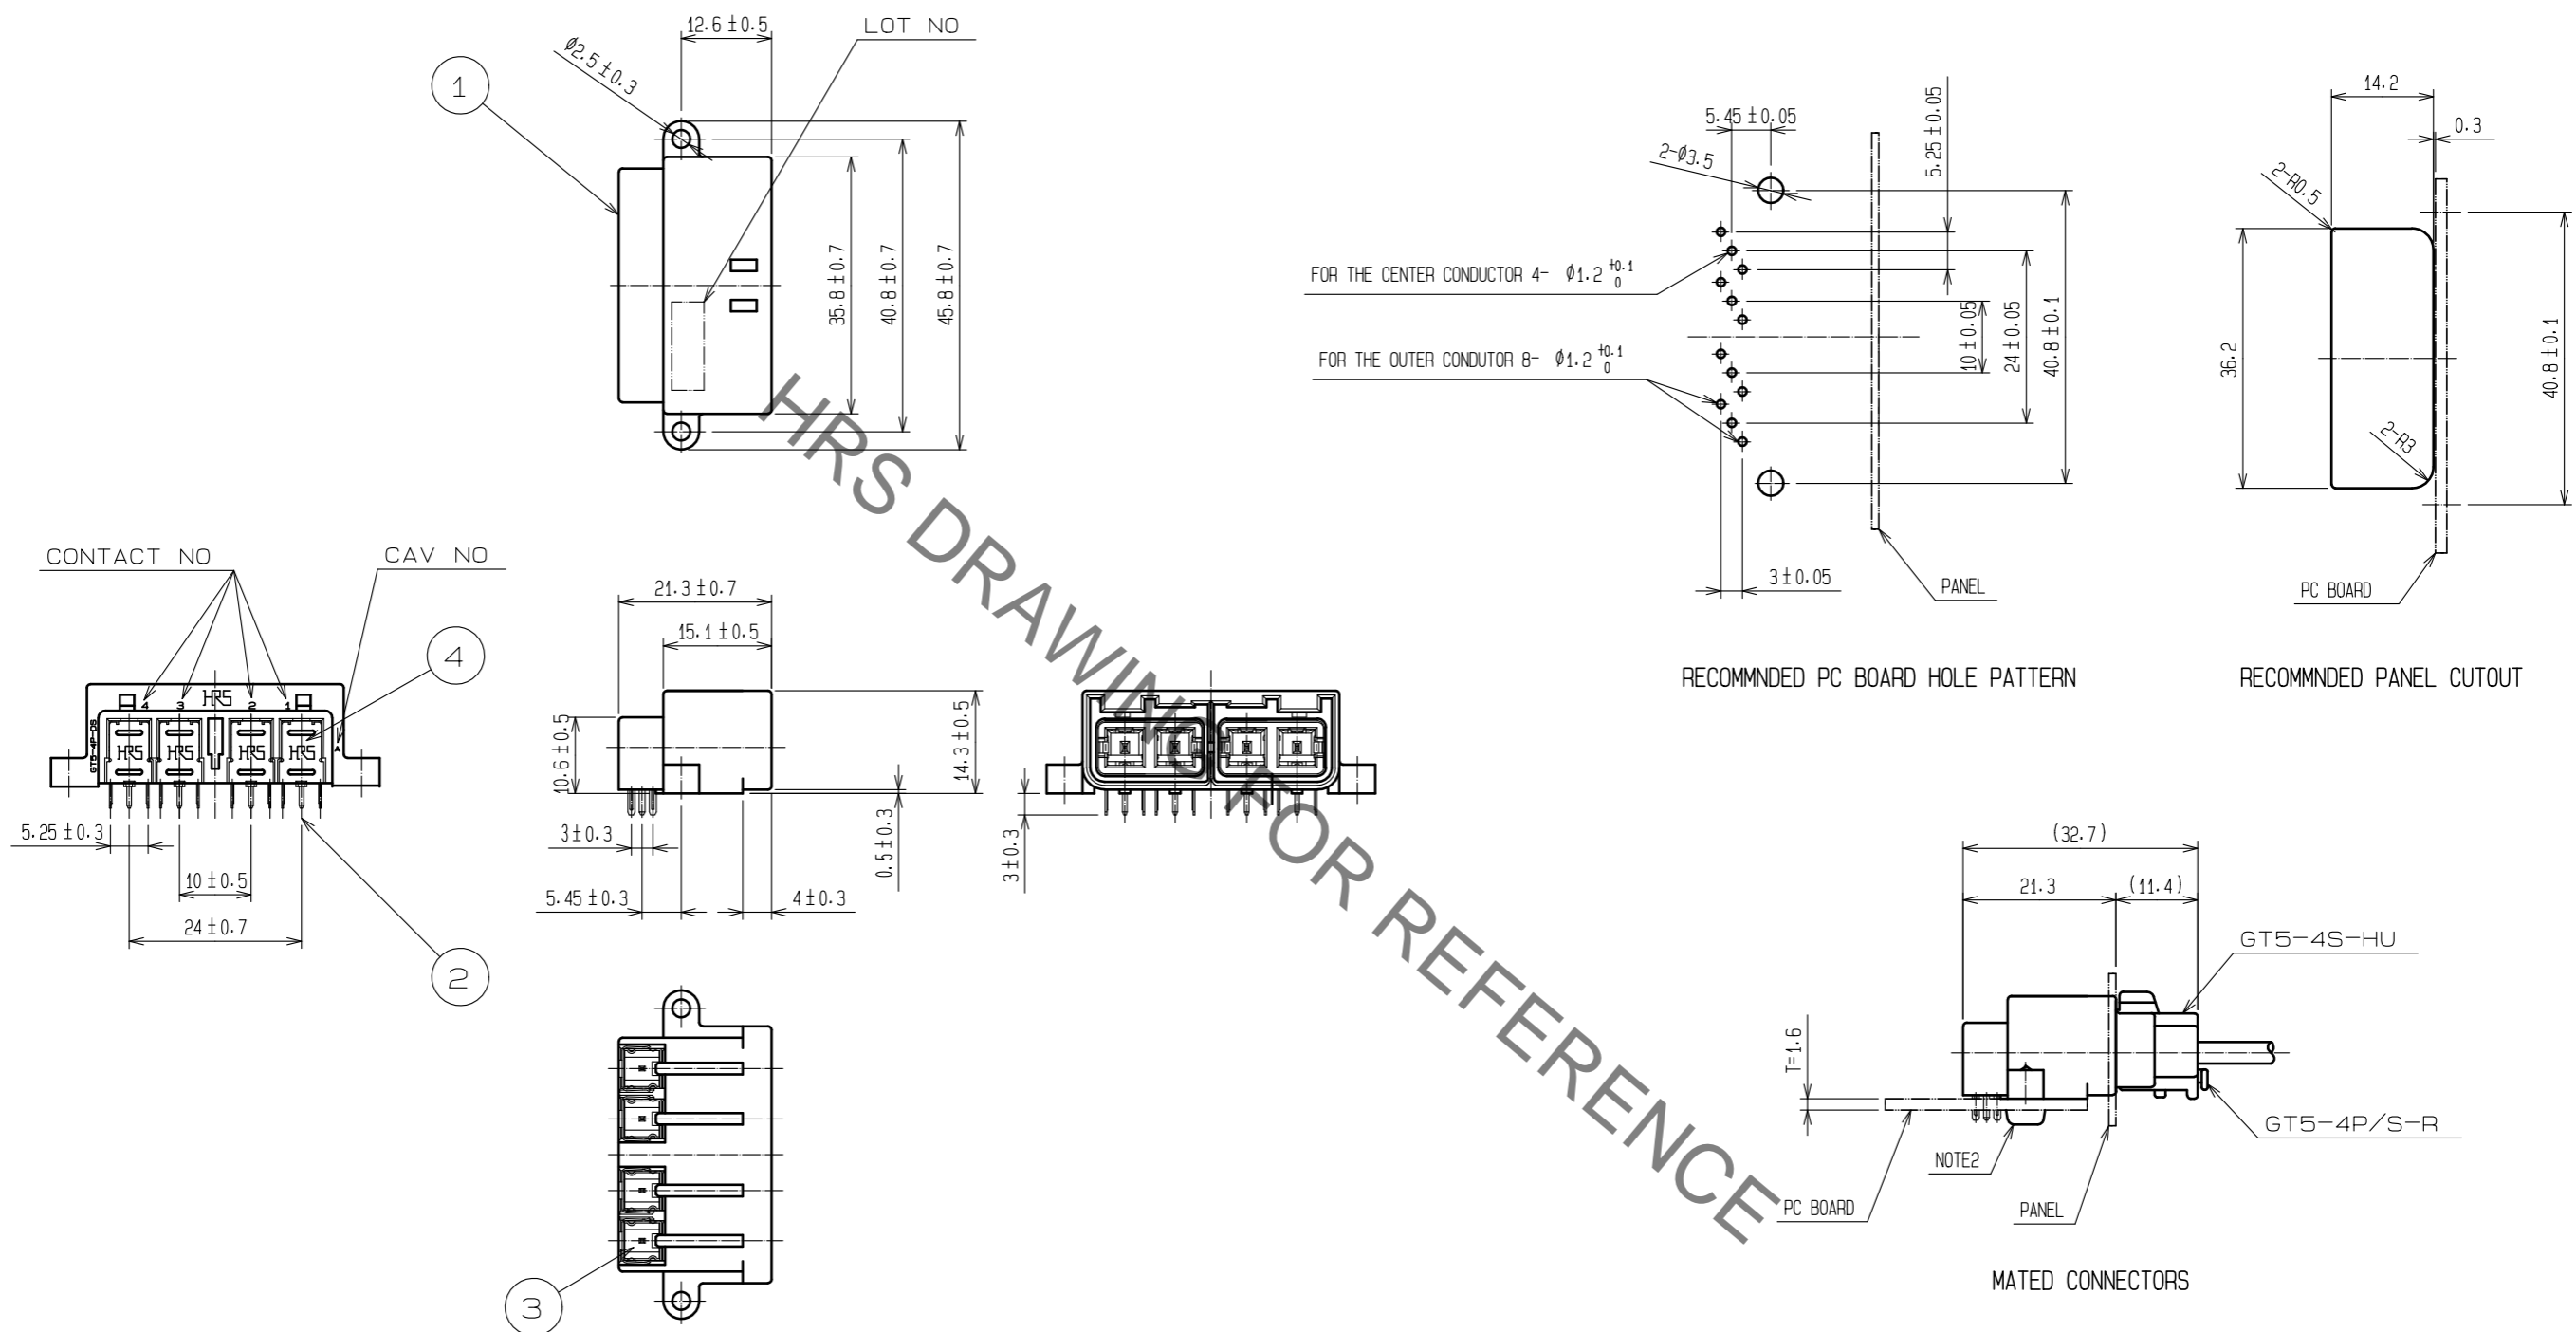 12.6±0.5
LOT NO
Ø2.5±0.3
1
35.8±0.7
40.8±0.7
45.8±0.7
5.45±0.05
5.25±0.05
2-Ø3.5
FOR THE CENTER CONDUCTOR 4- Ø1.2 +0.1 0
FOR THE OUTER CONDUTOR 8- Ø1.2 +0.1 0
10±0.05
24±0.05
40.8±0.1
3±0.05
PANEL
RECOMMNDED PC BOARD HOLE PATTERN
14.2
0.3
2-R0.5
36.2
2-R3
40.8±0.1
PC BOARD
RECOMMNDED PANEL CUTOUT
CONTACT NO
CAV NO
4
HRS
4 3 2 1
GT5-4P-DS
A
HRS HRS HRS HRS
5.25±0.3
10±0.5
24±0.7
2
21.3±0.7
15.1±0.5
10.6±0.5
14.3±0.5
3±0.3
0.5±0.3
5.45±0.3
4±0.3
3±0.3
3
(32.7)
21.3
(11.4)
GT5-4S-HU
T=1.6
GT5-4P/S-R
NOTE2
PC BOARD
PANEL
MATED CONNECTORS
HRS DRAWING FOR REFERENCE